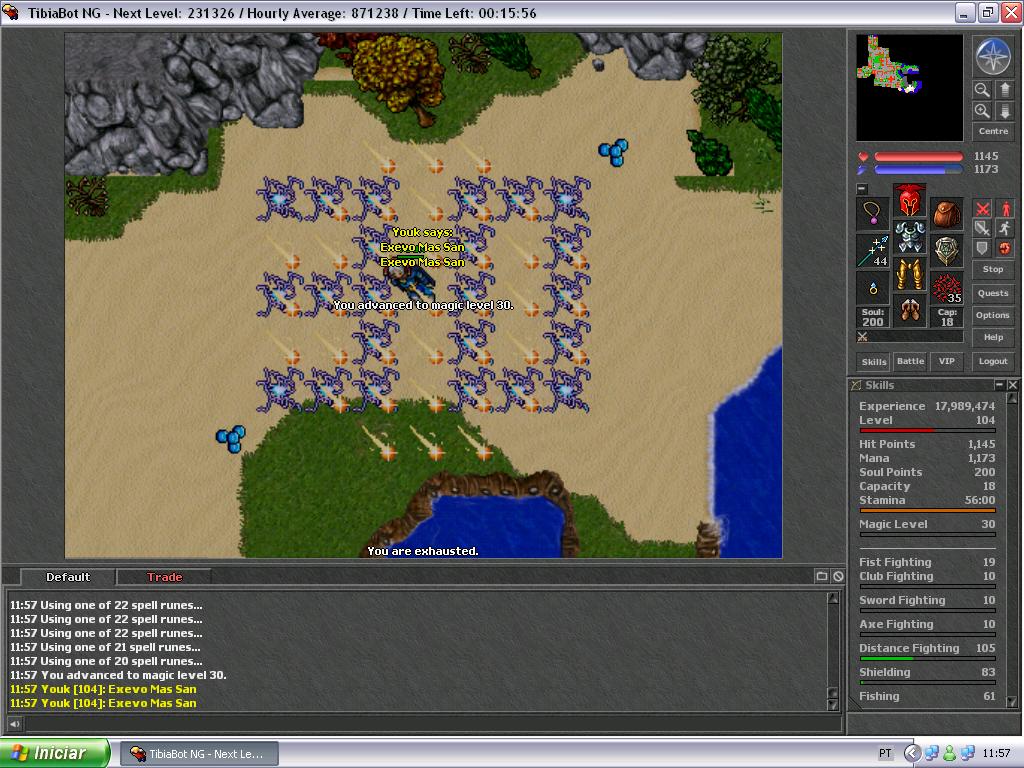 TibiaBot NG - Next Level: 231326 / Hourly Average: 871238 / Time Left: 00:15:56
Youk says:
Exevo Mas San
Exevo Mas San
You advanced to magic level 30.
You are exhausted.
Centre
1145
1173
44
35
Soul:
200
Cap:
18
Stop
Quests
Options
Help
Skills
Battle
VIP
Logout
Skills
Experience 17,989,474
Level 104
Hit Points 1,145
Mana 1,173
Soul Points 200
Capacity 18
Stamina 56:00
Magic Level 30
Fist Fighting 19
Club Fighting 10
Sword Fighting 10
Axe Fighting 10
Distance Fighting 105
Shielding 83
Fishing 61
Default
Trade
11:57 Using one of 22 spell runes...
11:57 Using one of 22 spell runes...
11:57 Using one of 22 spell runes...
11:57 Using one of 21 spell runes...
11:57 Using one of 20 spell runes...
11:57 You advanced to magic level 30.
11:57 Youk [104]: Exevo Mas San
11:57 Youk [104]: Exevo Mas San
Iniciar
TibiaBot NG - Next Le...
PT
11:57